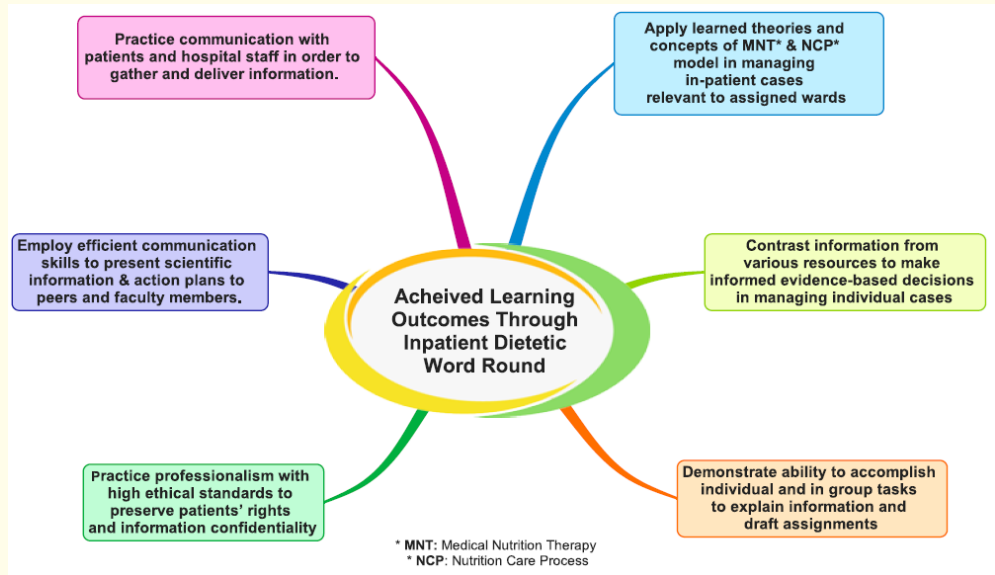 Practice communication with
patients and hospital staff in order to
gather and deliver information.
Apply learned theories and
concepts of MNT* & NCP*
model in managing
in-patient cases
relevant to assigned wards
Employ efficient communication
skills to present scientific
information & action plans to
peers and faculty members.
Acheived Learning
Outcomes Through
Inpatient Dietetic
Word Round
Contrast information from
various resources to make
informed evidence-based decisions
in managing individual cases
Practice professionalism with
high ethical standards to
preserve patients' rights
and information confidentiality
Demonstrate ability to accomplish
individual and in group tasks
to explain information and
draft assignments
* MNT: Medical Nutrition Therapy
* NCP: Nutrition Care Process